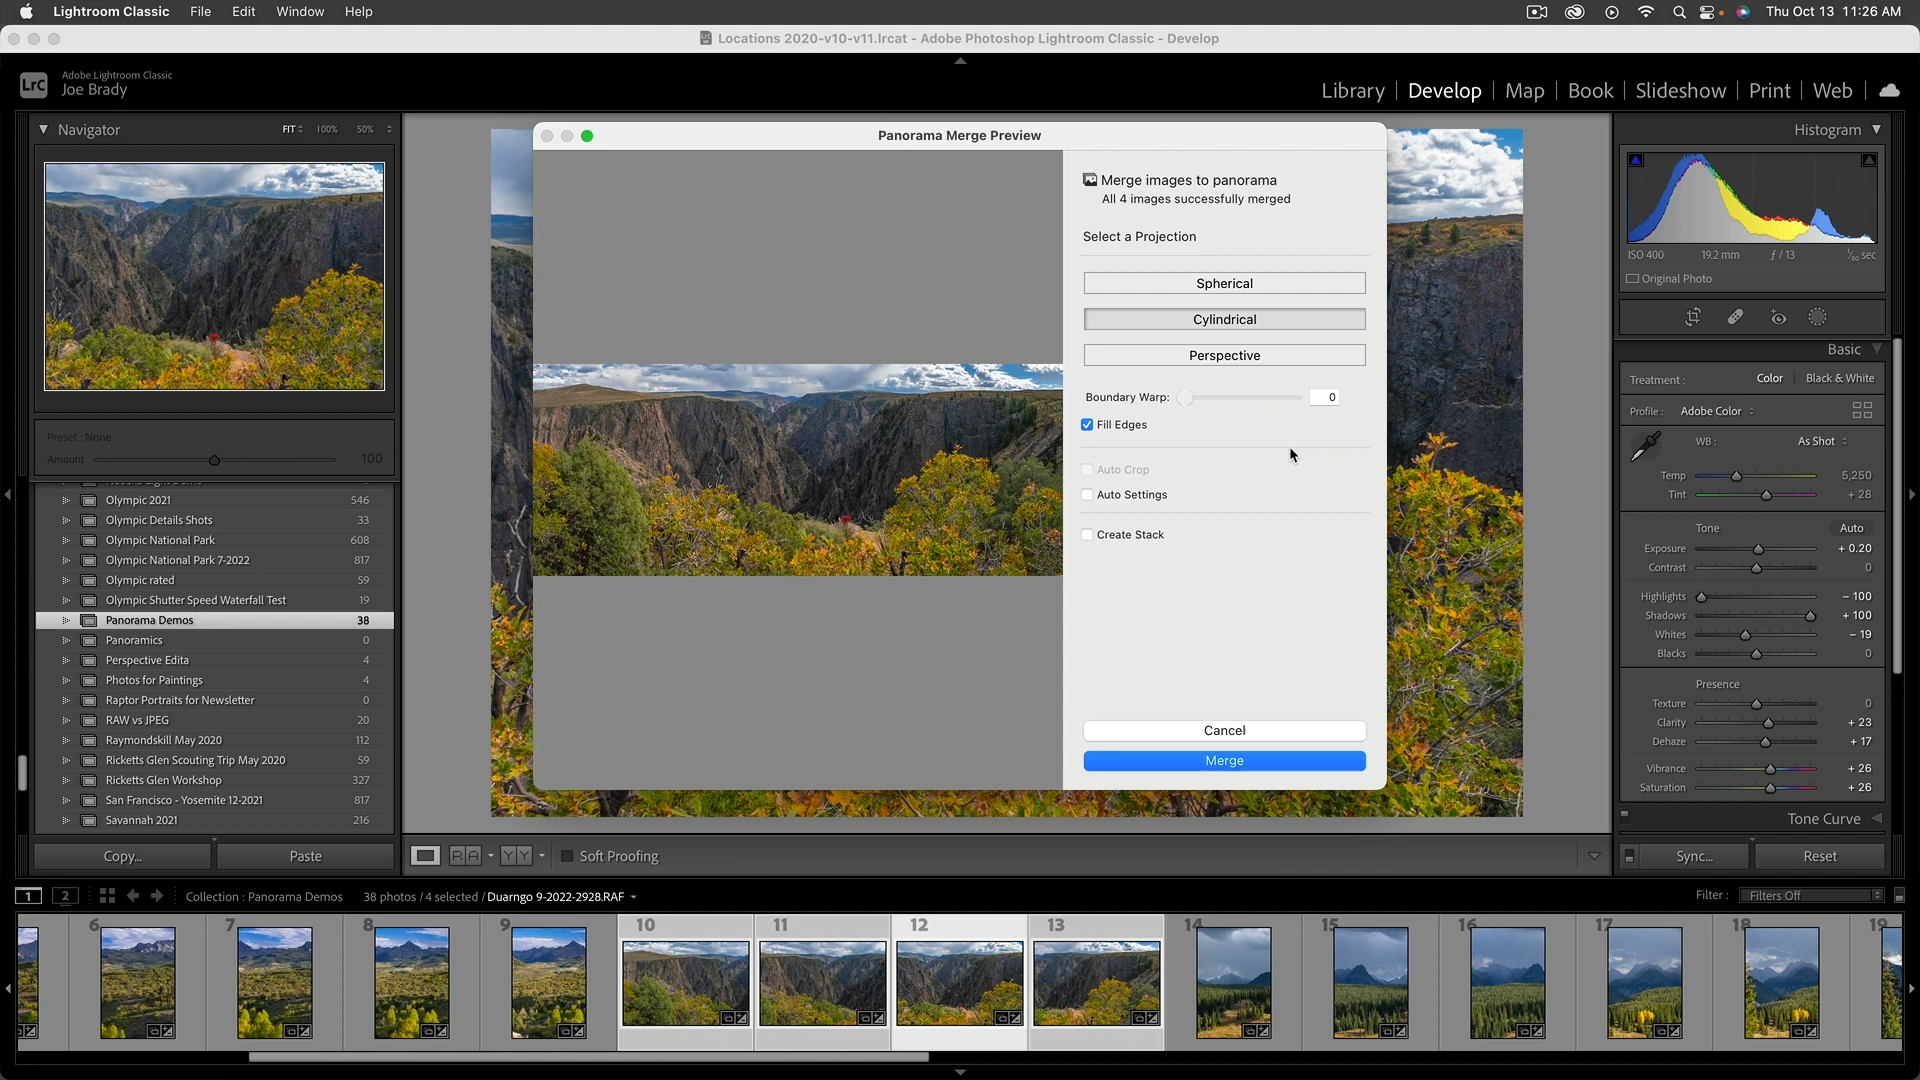 Lightroom Classic File Edit Window Help
Thu Oct 13 11:26 AM
LrC Locations 2020-v10-v11.lrcat - Adobe Photoshop Lightroom Classic - Develop
LrC
Adobe Lightroom Classic
Joe Brady
Library | Develop | Map | Book | Slideshow | Print | Web
Navigator FIT 100% 50%
Preset : None
Amount 100
Olympic 2021 546
Olympic Details Shots 33
Olympic National Park 608
Olympic National Park 7-2022 817
Olympic rated 59
Olympic Shutter Speed Waterfall Test 19
Panorama Demos 38
Panoramics 0
Perspective Edita 4
Photos for Paintings 4
Raptor Portraits for Newsletter 0
RAW vs JPEG 20
Raymondskill May 2020 112
Ricketts Glen Scouting Trip May 2020 59
Ricketts Glen Workshop 327
San Francisco - Yosemite 12-2021 817
Savannah 2021 216
Copy... Paste
Panorama Merge Preview
Merge images to panorama
All 4 images successfully merged
Select a Projection
Spherical
Cylindrical
Perspective
Boundary Warp: 0
Fill Edges
Auto Crop
Auto Settings
Create Stack
Cancel
Merge
R A Y Y Soft Proofing
Histogram
ISO 400 19.2 mm ƒ / 13 1/80 sec
Original Photo
Basic
Treatment : Color Black & White
Profile : Adobe Color
WB : As Shot
Temp 5,250
Tint + 28
Tone Auto
Exposure + 0.20
Contrast 0
Highlights - 100
Shadows + 100
Whites - 19
Blacks 0
Presence
Texture 0
Clarity + 23
Dehaze + 17
Vibrance + 26
Saturation + 26
Tone Curve
Sync... Reset
1 2 Collection : Panorama Demos 38 photos / 4 selected / Duarngo 9-2022-2928.RAF
Filter : Filters Off
6 7 8 9 10 11 12 13 14 15 16 17 18 19